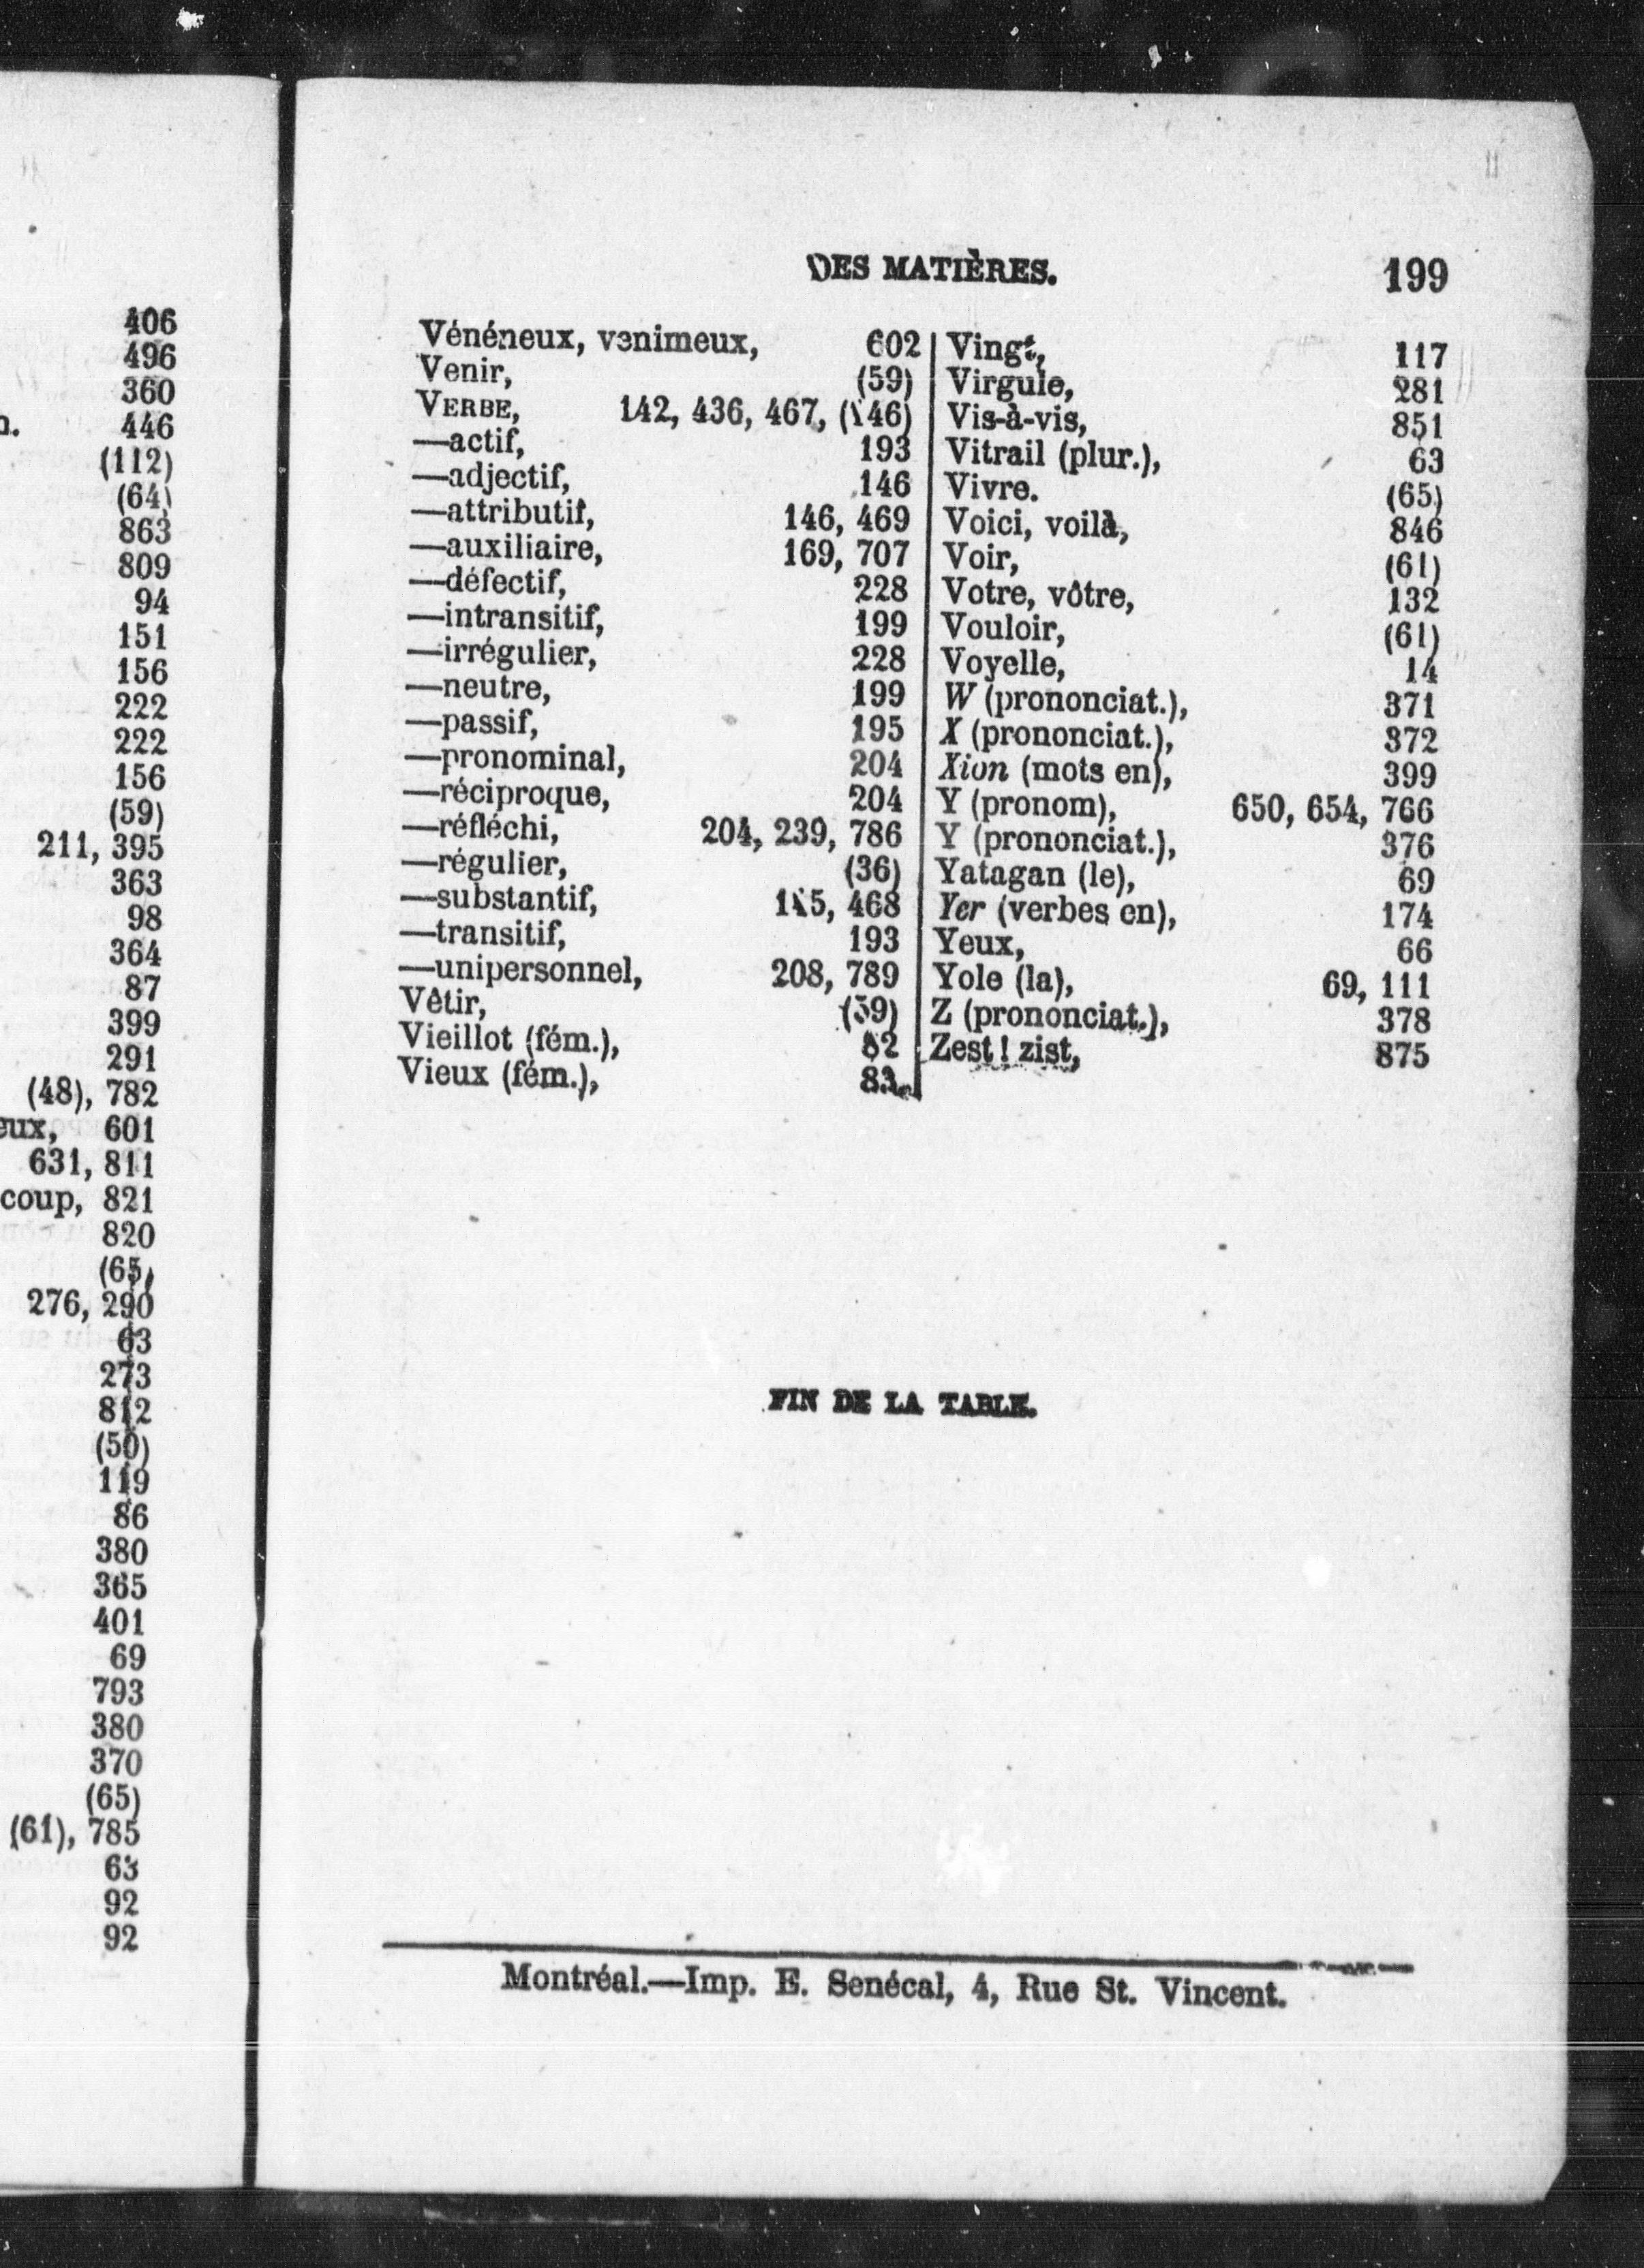 406
496
360
n. 446
(112)
(64)
863
809
94
151
156
222
222
156
(59)
211, 395
363
98
364
87
399
291
(48), 782
eux, 601
631, 811
coup, 821
820
(65)
276, 290
63
273
812
(50)
119
86
380
365
401
69
793
380
370
(65)
(61), 785
63
92
92
DES MATIÈRES. 199
Vénéneux, venimeux, 602
Venir, (59)
VERBE, 142, 436, 467, (146)
—actif, 193
—adjectif, 146
—attributif, 146, 469
—auxiliaire, 169, 707
—défectif, 228
—intransitif, 199
—irrégulier, 228
—neutre, 199
—passif, 195
—pronominal, 204
—réciproque, 204
—réfléchi, 204, 239, 786
—régulier, (36)
—substantif, 145, 468
—transitif, 193
—unipersonnel, 208, 789
Vêtir, (59)
Vieillot (fém.), 82
Vieux (fém.), 83
Vingt, 117
Virgule, 281
Vis-à-vis, 851
Vitrail (plur.), 63
Vivre. (65)
Voici, voilà, 846
Voir, (61)
Votre, vôtre, 132
Vouloir, (61)
Voyelle, 14
W (prononciat.), 371
X (prononciat.), 372
Xion (mots en), 399
Y (pronom), 650, 654, 766
Y (prononciat.), 376
Yatagan (le), 69
Yer (verbes en), 174
Yeux, 66
Yole (la), 69, 111
Z (prononciat.), 378
Zest! zist, 875
FIN DE LA TABLE.
Montréal.—Imp. E. Senécal, 4, Rue St. Vincent.